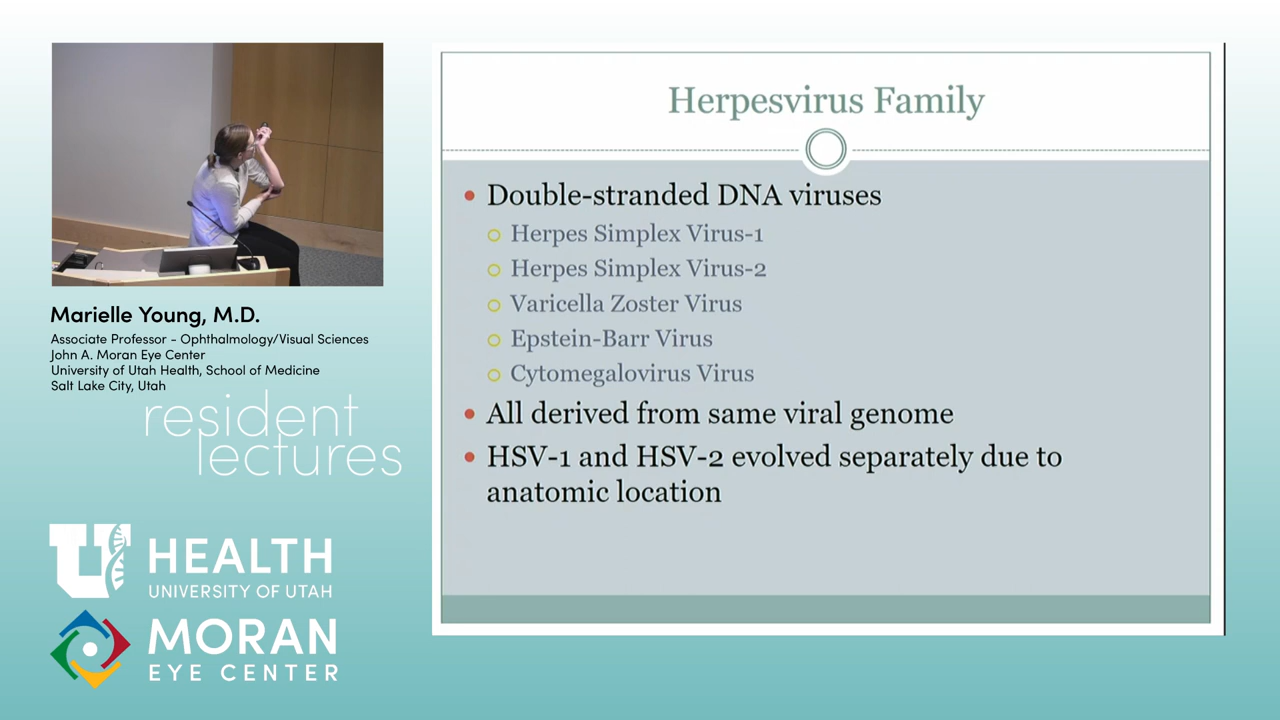 Marielle Young, M.D.
Associate Professor - Ophthalmology/Visual Sciences
John A. Moran Eye Center
University of Utah Health, School of Medicine
Salt Lake City, Utah
resident
lectures
U HEALTH
UNIVERSITY OF UTAH
MORAN
EYE CENTER
Herpesvirus Family
Double-stranded DNA viruses
Herpes Simplex Virus-1
Herpes Simplex Virus-2
Varicella Zoster Virus
Epstein-Barr Virus
Cytomegalovirus Virus
All derived from same viral genome
HSV-1 and HSV-2 evolved separately due to
anatomic location